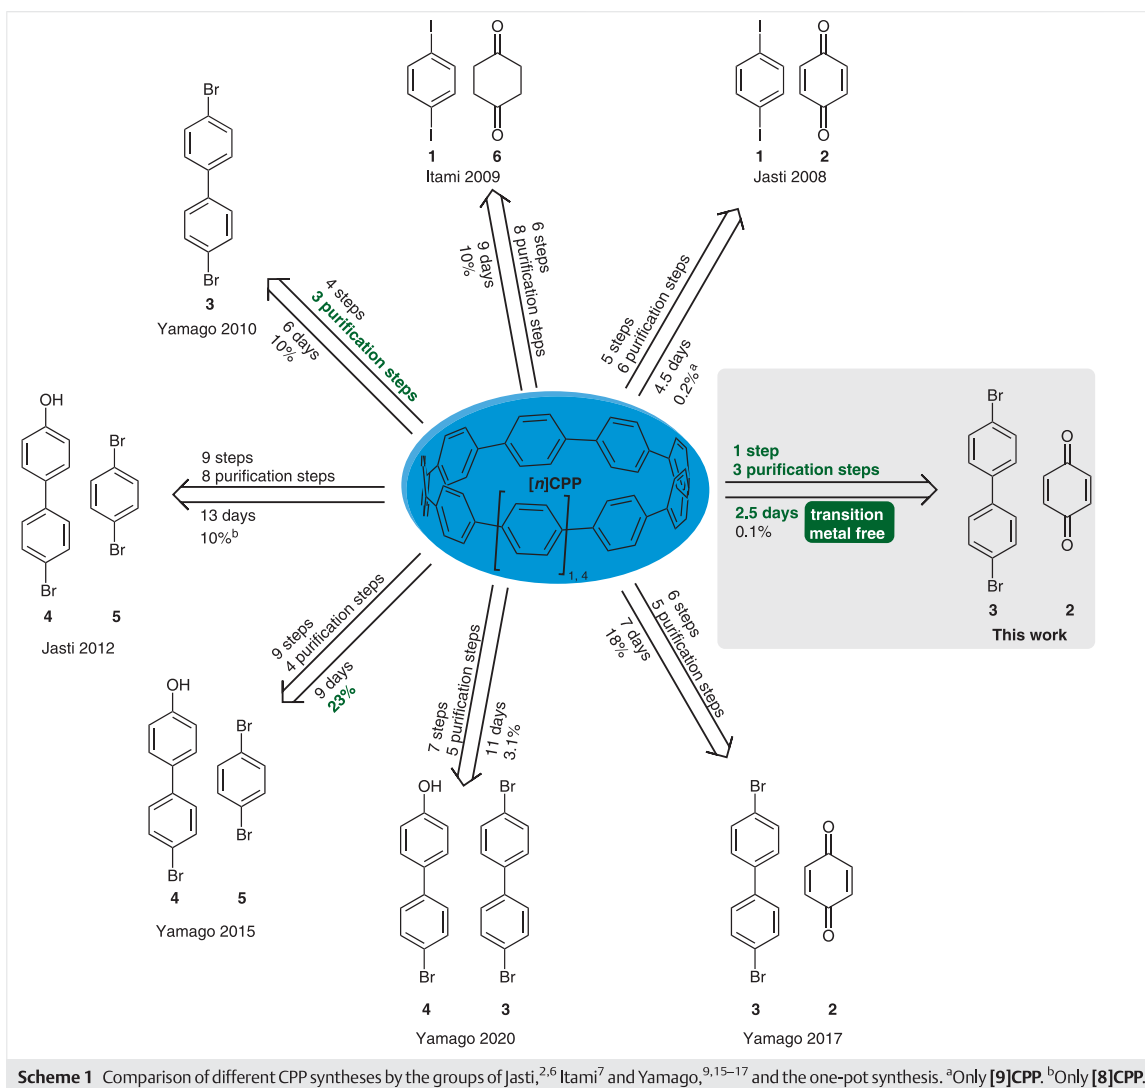 I
I
1
O
O
6
Itami 2009
I
I
1
O
O
2
Jasti 2008
Br
Br
3
Yamago 2010
6 steps
8 purification steps
9 days
10%
5 steps
6 purification steps
4.5 days
0.2%a
4 steps
3 purification steps
6 days
10%
OH
Br
4
Br
Br
5
Jasti 2012
9 steps
8 purification steps
13 days
10%b
[n]CPP
1, 4
1 step
3 purification steps
2.5 days
0.1%
transition
metal free
Br
Br
3
O
O
2
This work
9 steps
4 purification steps
9 days
23%
OH
Br
4
Br
Br
5
Yamago 2015
7 steps
5 purification steps
11 days
3.1%
OH
Br
4
Br
Br
3
Yamago 2020
6 steps
5 purification steps
7 days
18%
Br
Br
3
O
O
2
Yamago 2017
Scheme 1 Comparison of different CPP syntheses by the groups of Jasti,2,6 Itami7 and Yamago,9,15–17 and the one-pot synthesis. aOnly [9]CPP. bOnly [8]CPP.